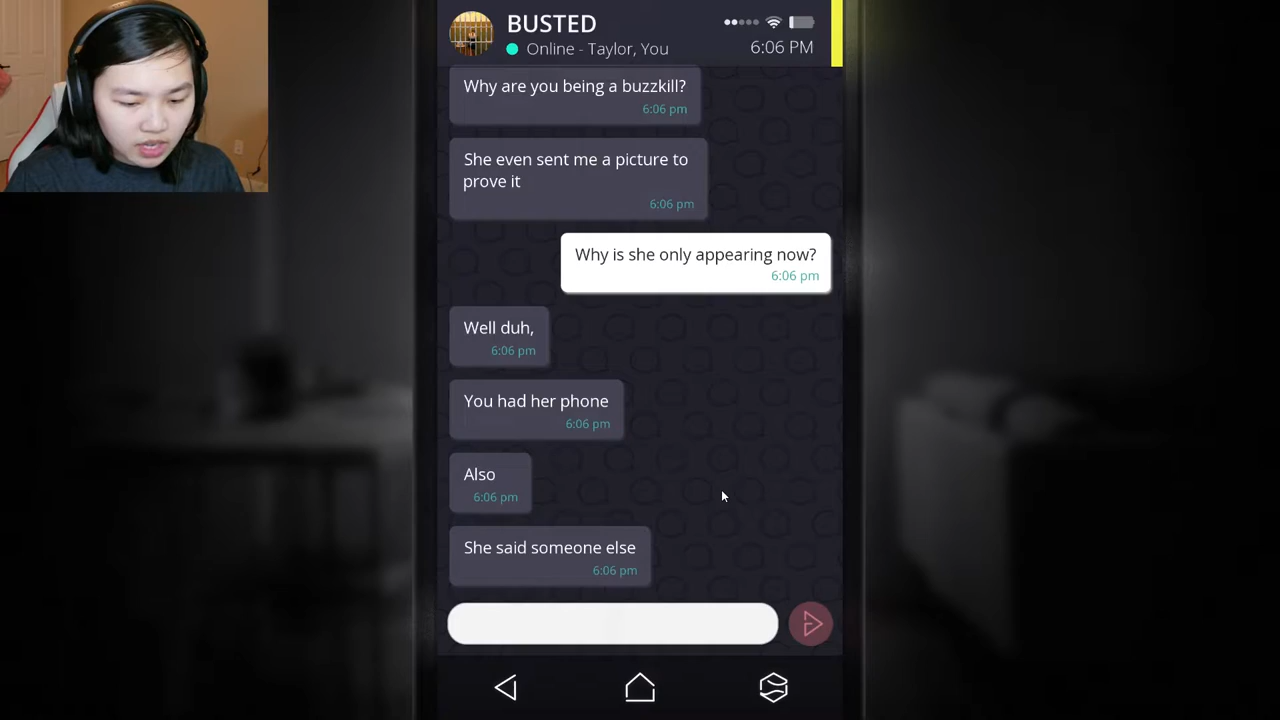 BUSTED
Online - Taylor, You
6:06 PM
Why are you being a buzzkill?
6:06 pm
She even sent me a picture to
prove it
6:06 pm
Why is she only appearing now?
6:06 pm
Well duh,
6:06 pm
You had her phone
6:06 pm
Also
6:06 pm
She said someone else
6:06 pm